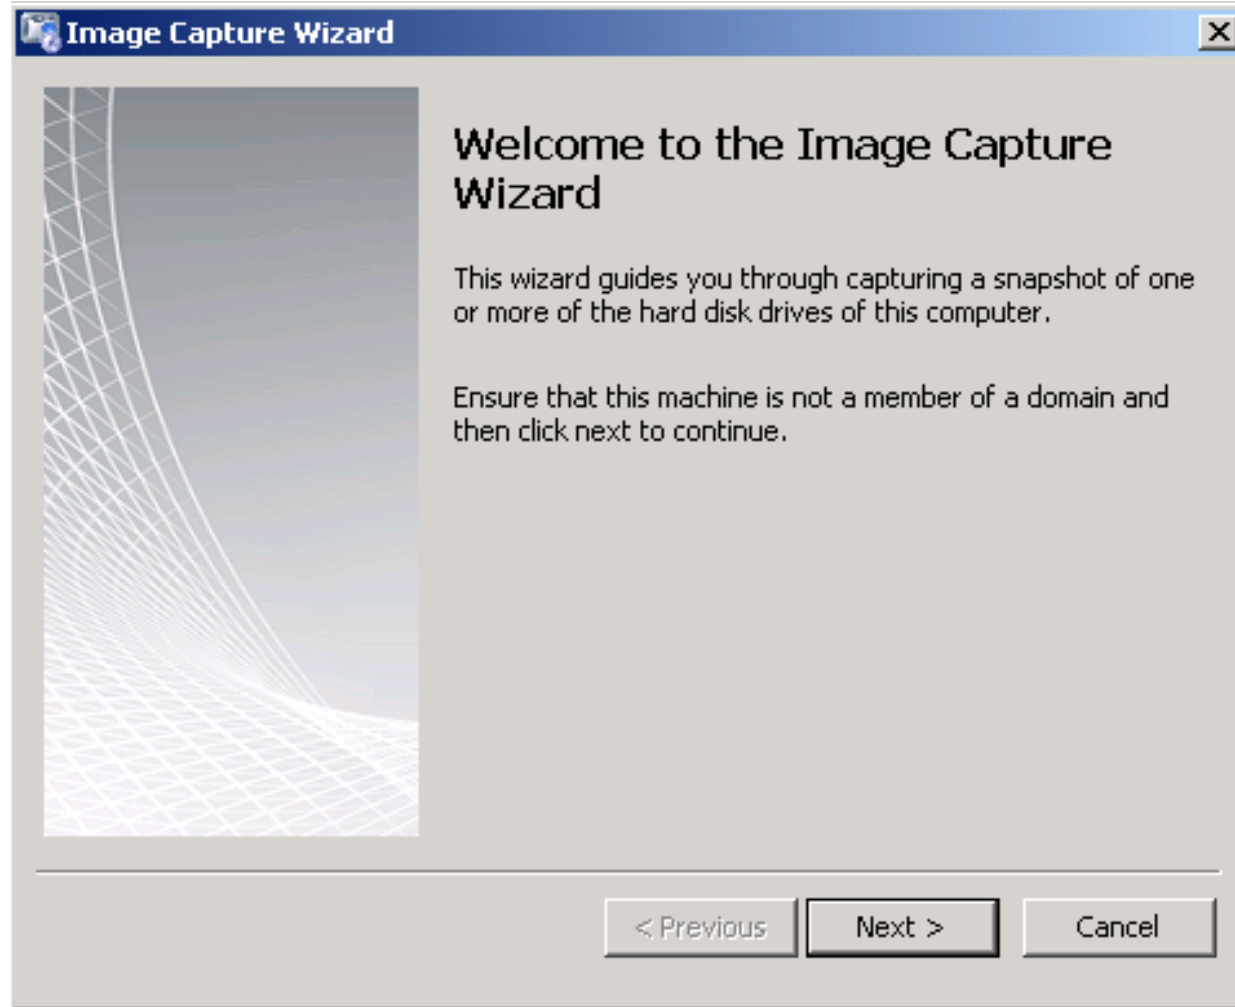 Image Capture Wizard
Welcome to the Image Capture
Wizard
This wizard guides you through capturing a snapshot of one
or more of the hard disk drives of this computer.
Ensure that this machine is not a member of a domain and
then click next to continue.
< Previous
Next >
Cancel